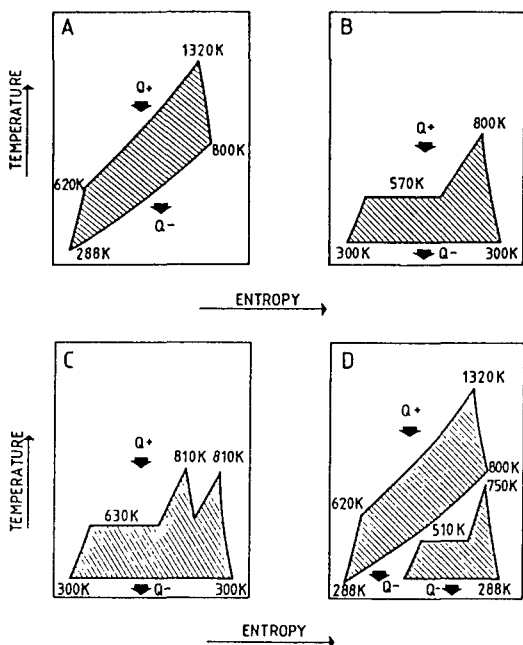 A
1320K
Q+
800K
620K
Q-
288K
TEMPERATURE
B
800K
Q+
570K
300K
Q-
300K
ENTROPY
C
Q+
810K
810K
630K
300K
Q-
300K
TEMPERATURE
D
1320K
Q+
800K
750K
620K
510K
288K
Q-
Q-
288K
ENTROPY